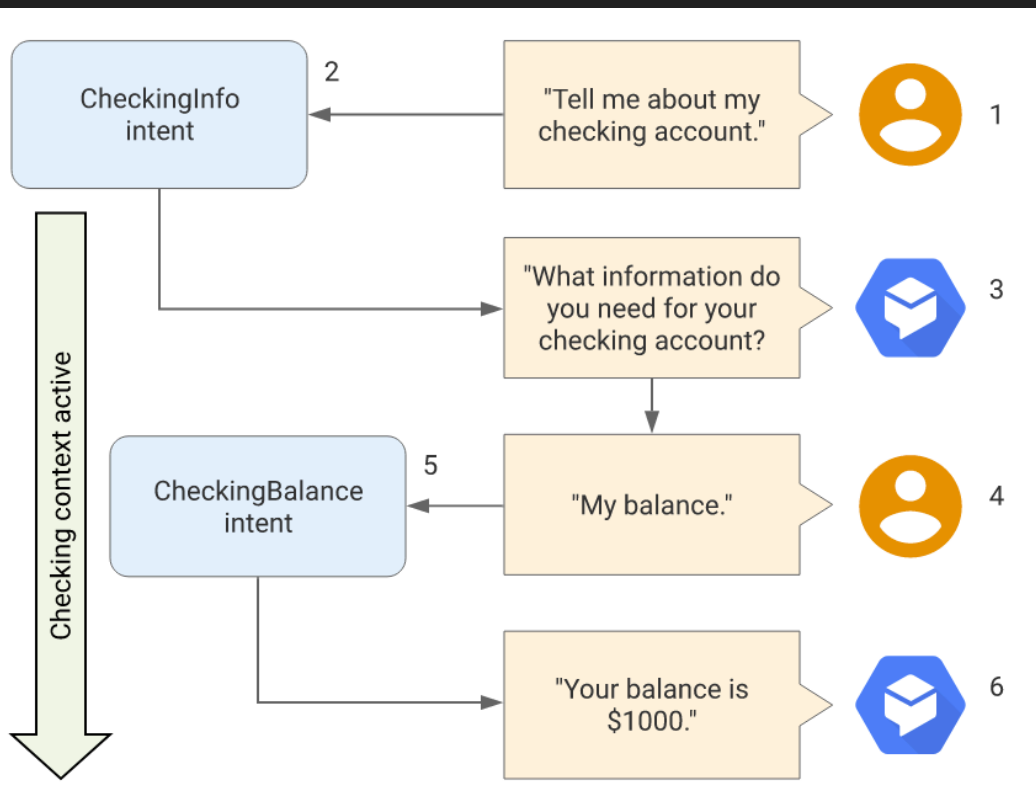 CheckingInfo
intent
2
"Tell me about my
checking account."
1
"What information do
you need for your
checking account?
3
Checking context active
CheckingBalance
intent
5
"My balance."
4
"Your balance is
$1000."
6